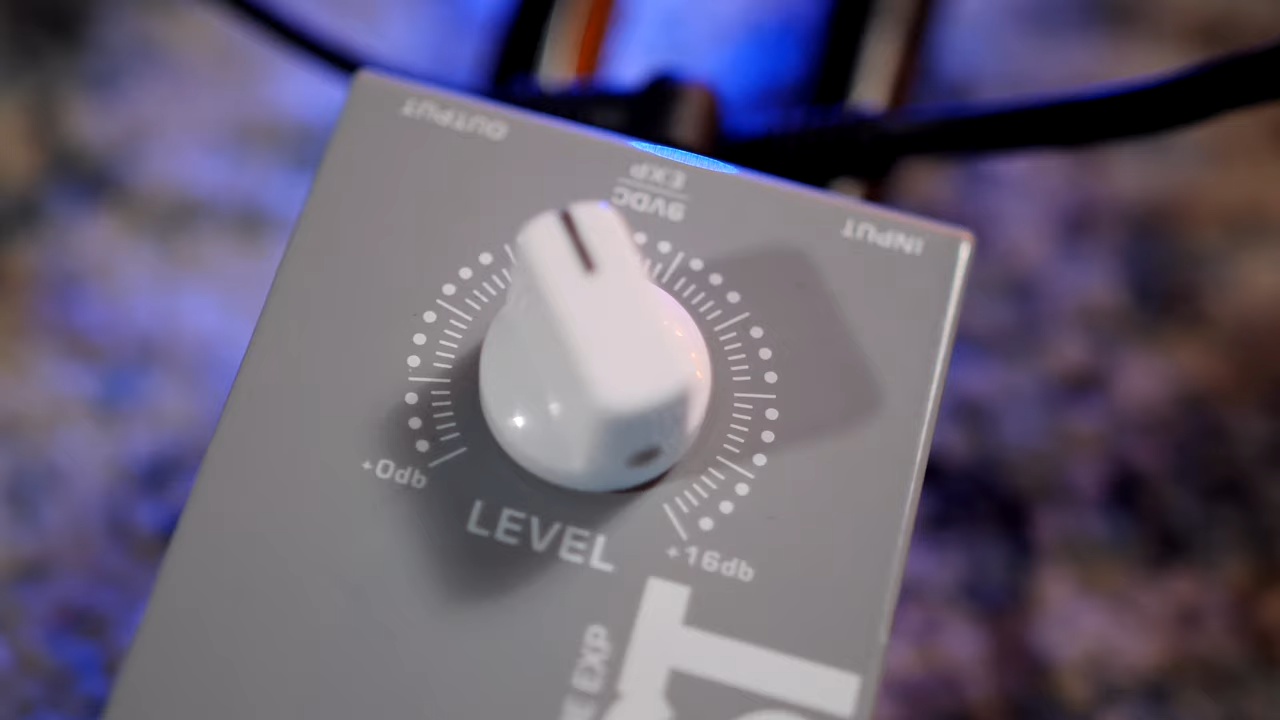 OUTPUT
EXP
9VDC
INPUT
+0db
LEVEL
+16db
EXP